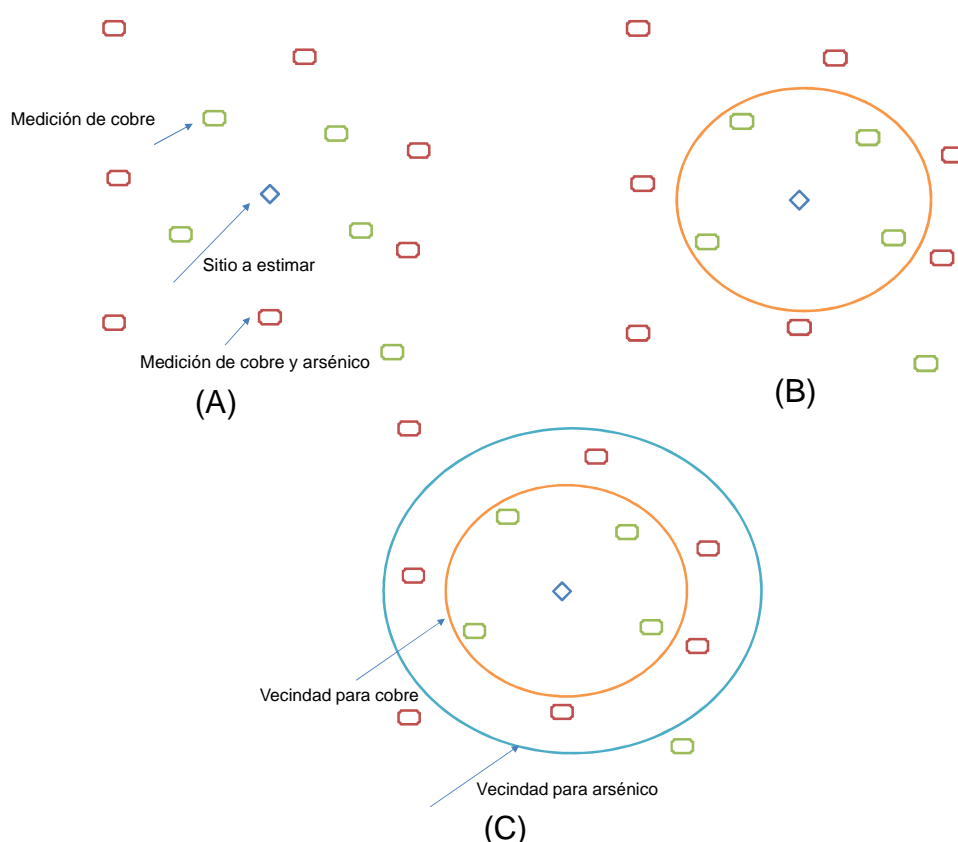 Medición de cobre
Sitio a estimar
Medición de cobre y arsénico
(A)
(B)
Vecindad para cobre
Vecindad para arsénico
(C)